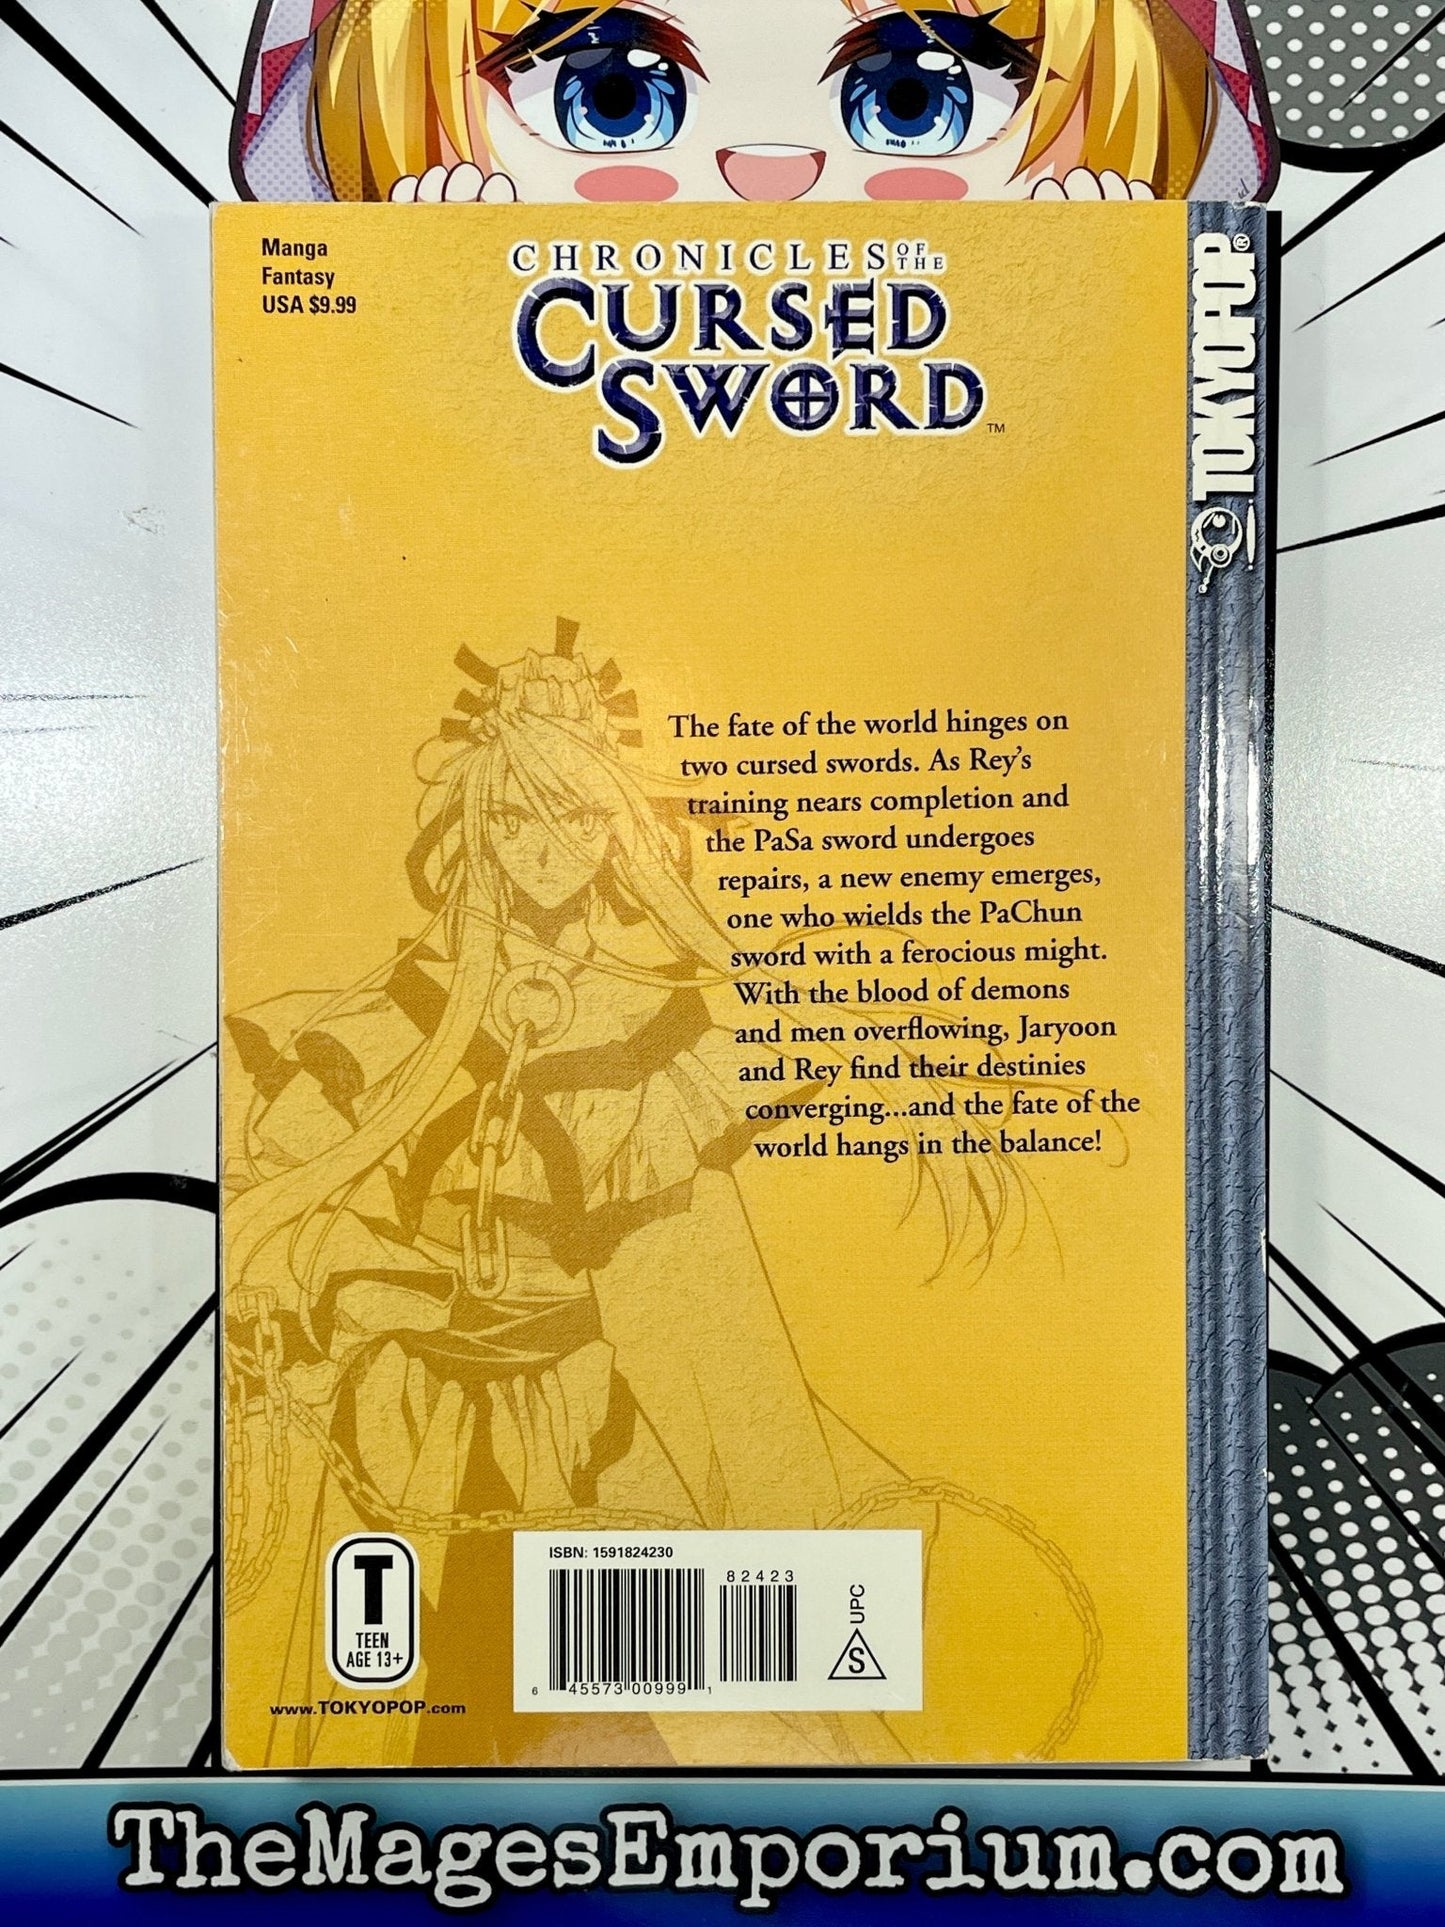 Manga
Fantasy
USA $9.99
CHRONICLES OF THE
CURSED
SWORD™
TOKYOPOP®
The fate of the world hinges on
two cursed swords. As Rey's
training nears completion and
the PaSa sword undergoes
repairs, a new enemy emerges,
one who wields the PaChun
sword with a ferocious might.
With the blood of demons
and men overflowing, Jaryoon
and Rey find their destinies
converging...and the fate of the
world hangs in the balance!
T
TEEN
AGE 13+
www.TOKYOPOP.com
ISBN: 1591824230
82423
6 45573 00999 1
S UPC
TheMagesEmporium.com